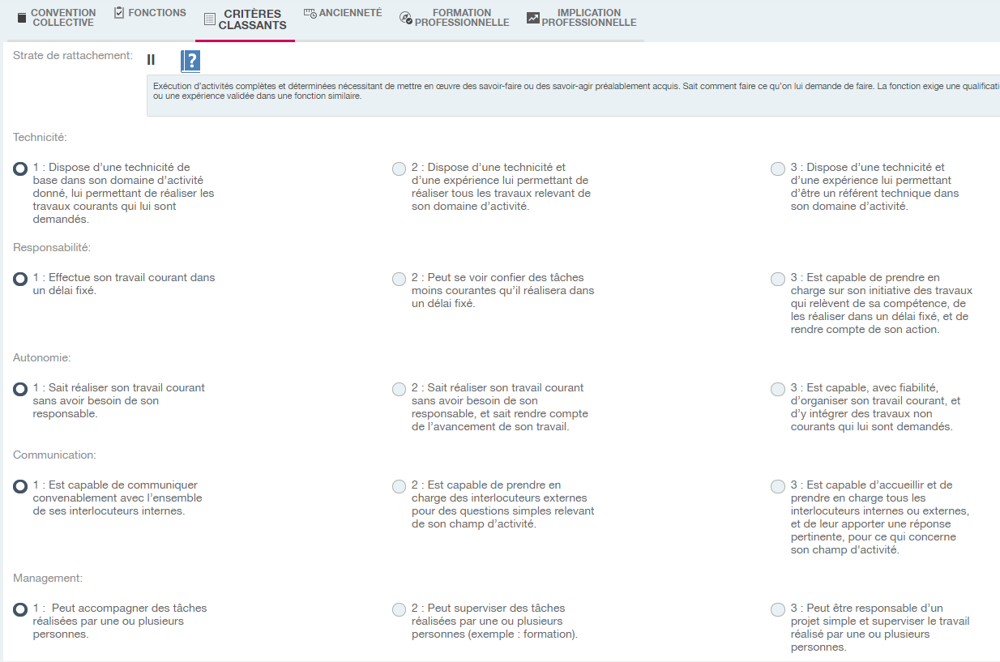 CONVENTION
COLLECTIVE
FONCTIONS
CRITÈRES
CLASSANTS
ANCIENNETÉ
FORMATION
PROFESSIONNELLE
IMPLICATION
PROFESSIONNELLE
Strate de rattachement:
II
?
Exécution d'activités complètes et déterminées nécessitant de mettre en œuvre des savoir-faire ou des savoir-agir préalablement acquis. Sait comment faire ce qu'on lui demande de faire. La fonction exige une qualificati
ou une expérience validée dans une fonction similaire.
Technicité:
1 : Dispose d'une technicité de
base dans son domaine d'activité
donné, lui permettant de réaliser les
travaux courants qui lui sont
demandés.
2 : Dispose d'une technicité et
d'une expérience lui permettant de
réaliser tous les travaux relevant de
son domaine d'activité.
3 : Dispose d'une technicité et
d'une expérience lui permettant
d'être un référent technique dans
son domaine d'activité.
Responsabilité:
1 : Effectue son travail courant dans
un délai fixé.
2 : Peut se voir confier des tâches
moins courantes qu'il réalisera dans
un délai fixé.
3 : Est capable de prendre en
charge sur son initiative des travaux
qui relèvent de sa compétence, de
les réaliser dans un délai fixé, et de
rendre compte de son action.
Autonomie:
1 : Sait réaliser son travail courant
sans avoir besoin de son
responsable.
2 : Sait réaliser son travail courant
sans avoir besoin de son
responsable, et sait rendre compte
de l'avancement de son travail.
3 : Est capable, avec fiabilité,
d'organiser son travail courant, et
d'y intégrer des travaux non
courants qui lui sont demandés.
Communication:
1 : Est capable de communiquer
convenablement avec l'ensemble
de ses interlocuteurs internes.
2 : Est capable de prendre en
charge des interlocuteurs externes
pour des questions simples relevant
de son champ d'activité.
3 : Est capable d'accueillir et de
prendre en charge tous les
interlocuteurs internes ou externes,
et de leur apporter une réponse
pertinente, pour ce qui concerne
son champ d'activité.
Management:
1 :  Peut accompagner des tâches
réalisées par une ou plusieurs
personnes.
2 : Peut superviser des tâches
réalisées par une ou plusieurs
personnes (exemple : formation).
3 : Peut être responsable d'un
projet simple et superviser le travail
réalisé par une ou plusieurs
personnes.